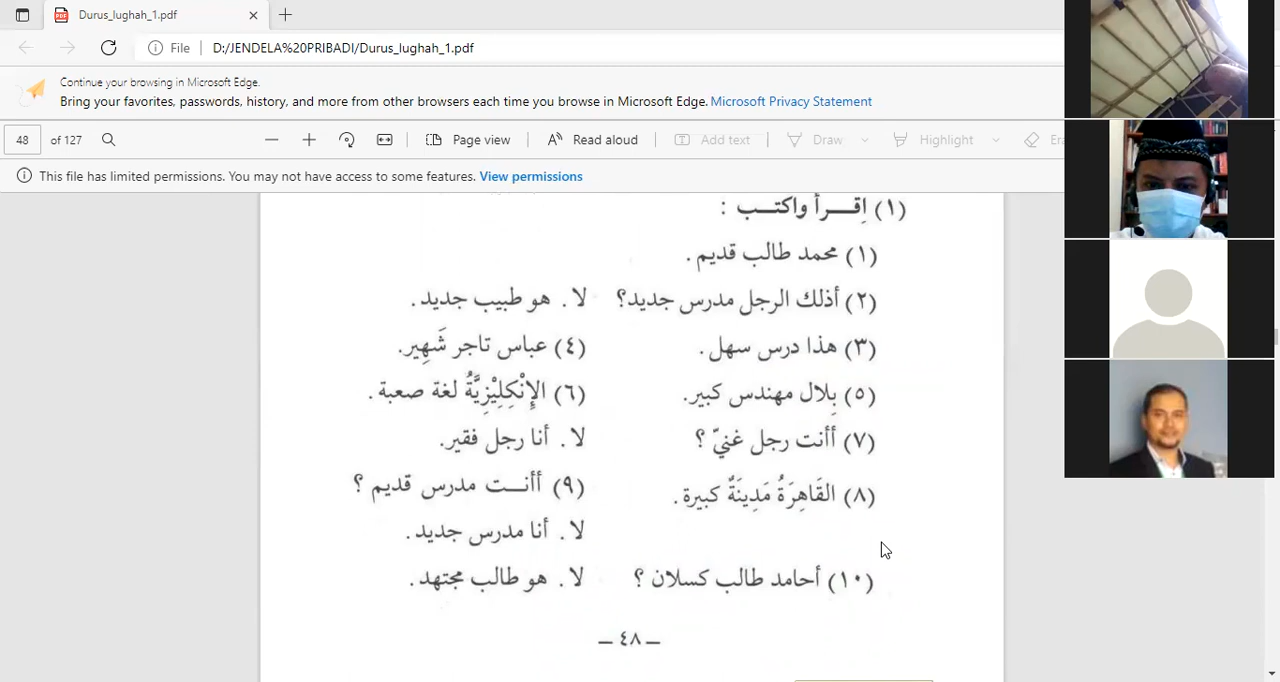 Durus_lughah_1.pdf
File D:/JENDELA%20PRIBADI/Durus_lughah_1.pdf
Continue your browsing in Microsoft Edge.
Bring your favorites, passwords, history, and more from other browsers each time you browse in Microsoft Edge. Microsoft Privacy Statement
48 of 127 Page view Read aloud Add text Draw Highlight
This file has limited permissions. You may not have access to some features. View permissions
(١) اِقــرأ واكتــب :
(١) محمد طالب قديم .
(٢) أذلك الرجل مدرس جديد؟ لا. هو طبيب جديد.
(٣) هذا درس سهل. (٤) عباس تاجر شَهِير.
(٥) بِلال مهندس كبير. (٦) الإِنْكِلِيْزِيَّةُ لغة صعبة.
(٧) أأنت رجل غنيّ ؟ لا. أنا رجل فقير.
(٨) القَاهِرَةُ مَدِينَةٌ كبيرة. (٩) أأنــت مدرس قديم ؟
لا. أنا مدرس جديد.
(١٠) أحامد طالب كسلان ؟ لا. هو طالب مجتهد.
— ٤٨ —